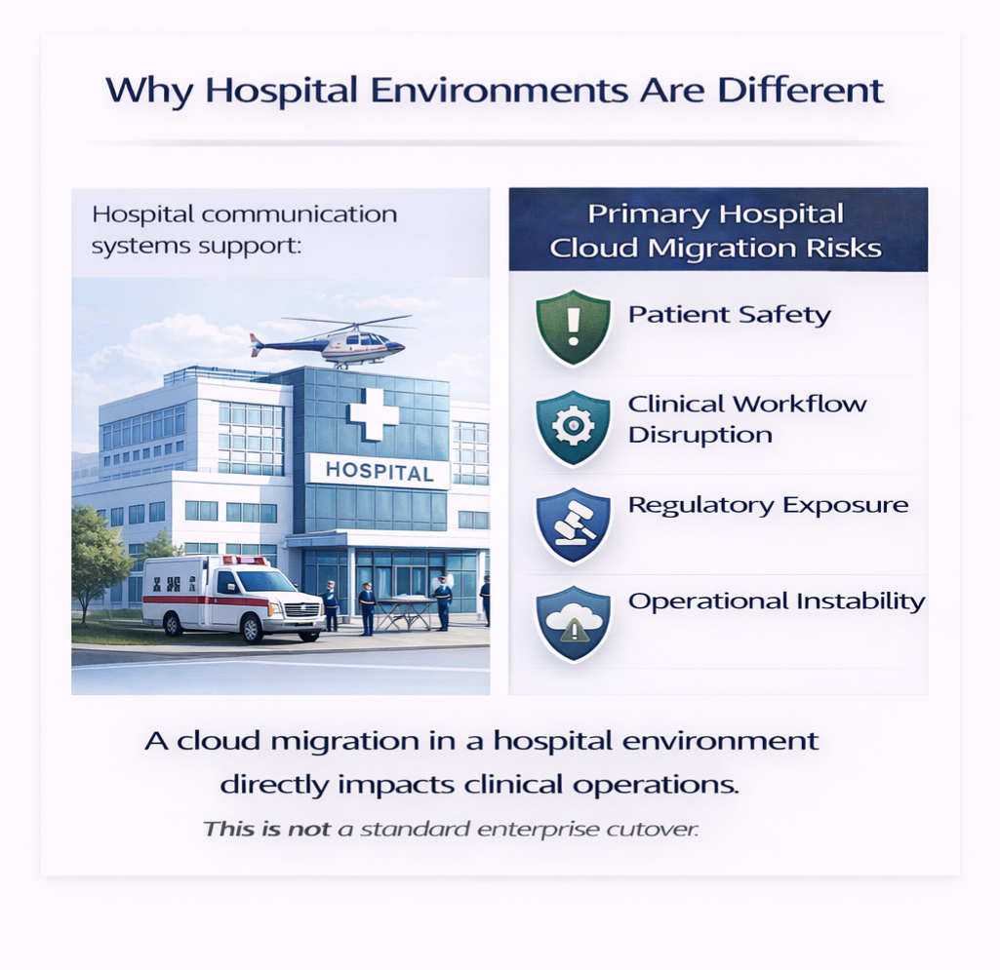 Why Hospital Environments Are Different
Hospital communication
systems support:
HOSPITAL
Primary Hospital
Cloud Migration Risks
Patient Safety
Clinical Workflow
Disruption
Regulatory Exposure
Operational Instability
A cloud migration in a hospital environment
directly impacts clinical operations.
This is not a standard enterprise cutover.